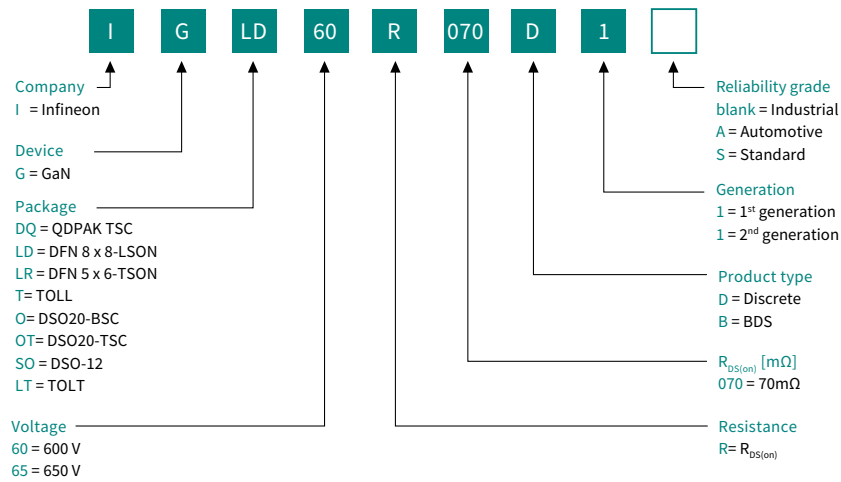 I G LD 60 R 070 D 1
Company
I = Infineon
Device
G = GaN
Package
DQ = QDPAK TSC
LD = DFN 8 x 8-LSON
LR = DFN 5 x 6-TSON
T= TOLL
O= DSO20-BSC
OT= DSO20-TSC
SO = DSO-12
LT = TOLT
Voltage
60 = 600 V
65 = 650 V
Reliability grade
blank = Industrial
A = Automotive
S = Standard
Generation
1 = 1st generation
1 = 2nd generation
Product type
D = Discrete
B = BDS
RDS(on) [mΩ]
070 = 70mΩ
Resistance
R= RDS(on)